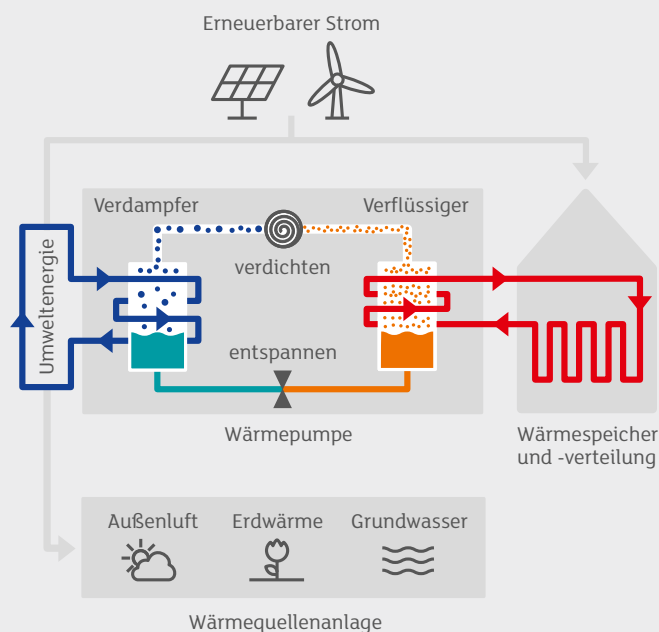 Erneuerbarer Strom
Verdampfer
Verflüssiger
verdichten
Umweltenergie
entspannen
Wärmepumpe
Wärmespeicher
und -verteilung
Außenluft
Erdwärme
Grundwasser
Wärmequellenanlage